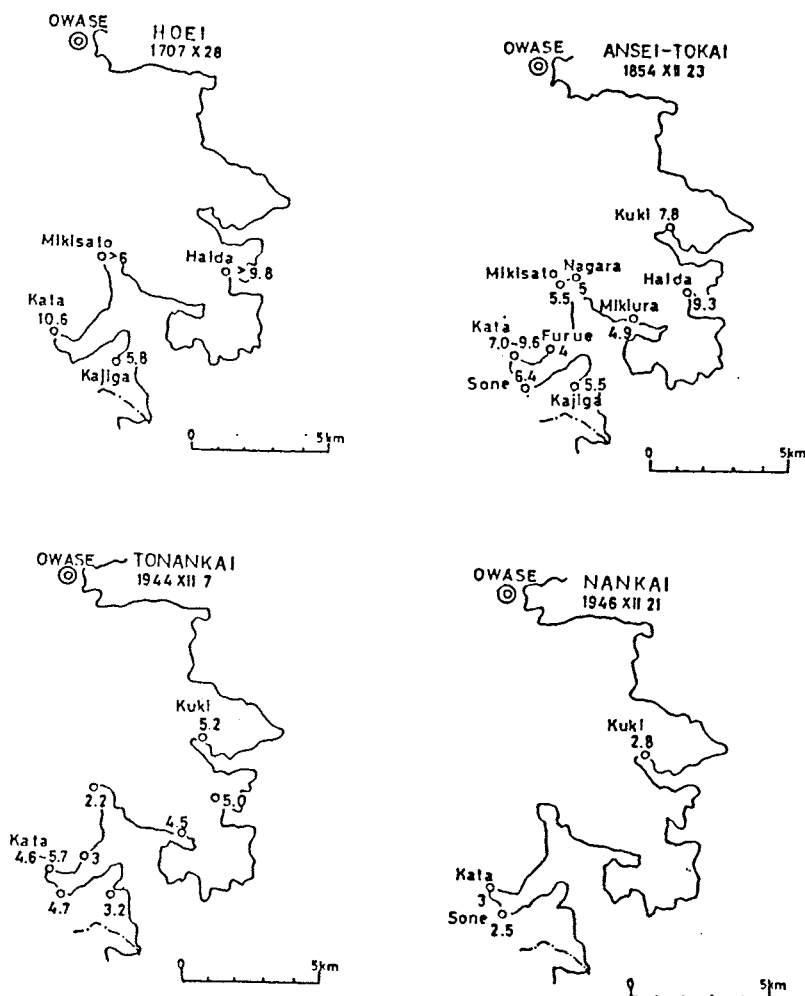 OWASE
HOEI
1707 X 28
Mikisato
>6
Haida
>9.8
Kata
10.6
5.8
Kajiga
0
5km
OWASE
ANSEI-TOKAI
1854 XII 23
Kuki 7.8
Mikisato
Nagara
5
5.5
Haida
9.3
Mikiura
4.9
Kata
7.0~9.6
Furue
4
Sone
6.4
5.5
Kajiga
0
5km
OWASE
TONANKAI
1944 XII 7
Kuki
5.2
2.2
5.0
4.5
Kata
4.6~5.7
3
4.7
3.2
0
5km
OWASE
NANKAI
1946 XII 21
Kuki
2.8
Kata
3
Sone
2.5
0
5km